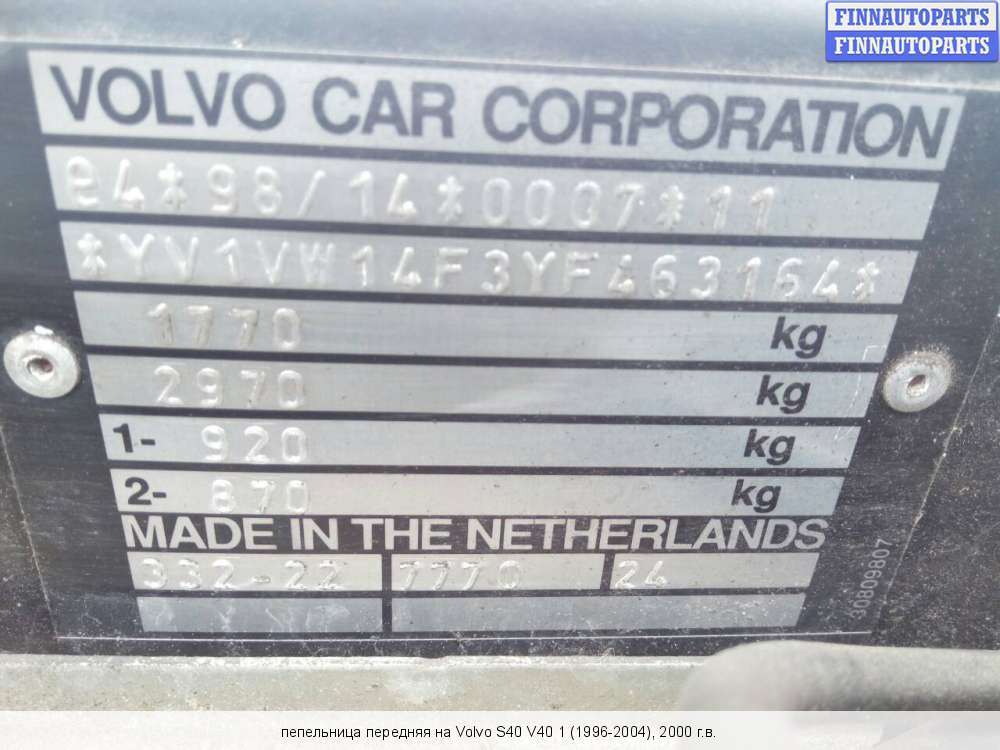 FINNAUTOPARTS
FINNAUTOPARTS
VOLVO CAR CORPORATION
e4*98/14*0007*11
*YV1VW14F3YF463164*
1770 kg
2970 kg
1- 920 kg
2- 870 kg
MADE IN THE NETHERLANDS
332-22 7770 24
30809807
пепельница передняя на Volvo S40 V40 1 (1996-2004), 2000 г.в.